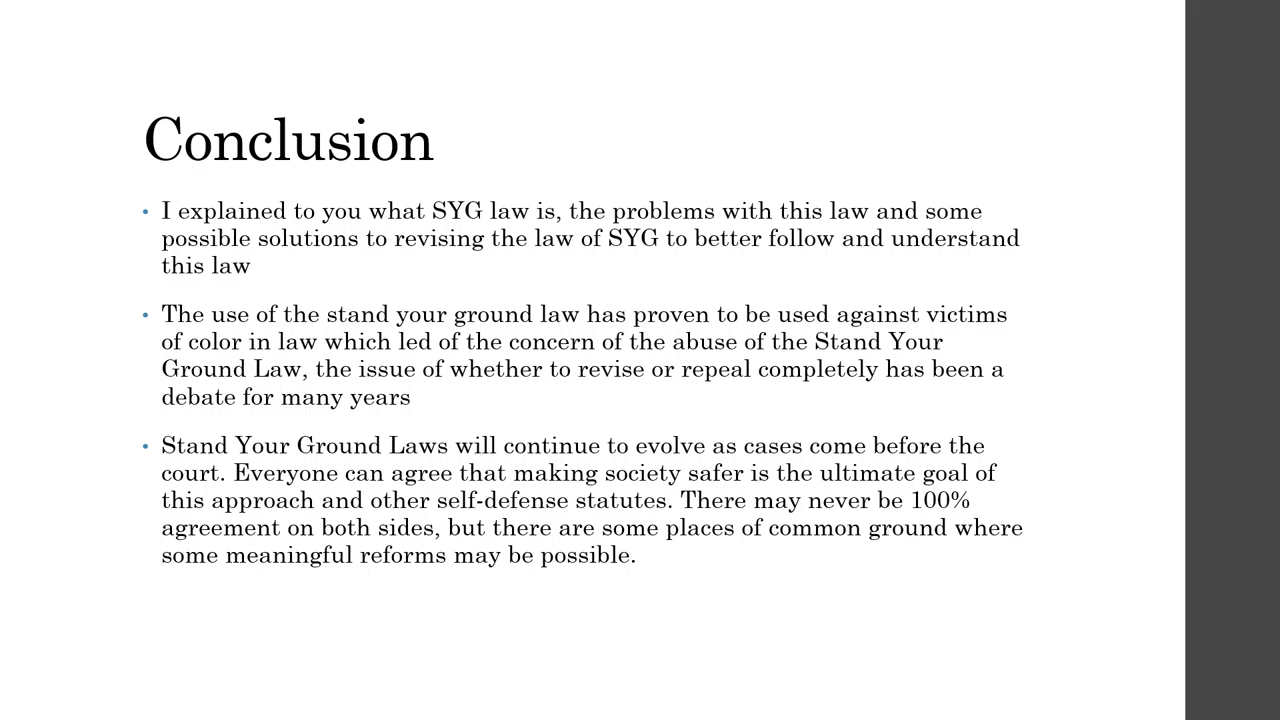 Conclusion
• I explained to you what SYG law is, the problems with this law and some
possible solutions to revising the law of SYG to better follow and understand
this law
• The use of the stand your ground law has proven to be used against victims
of color in law which led of the concern of the abuse of the Stand Your
Ground Law, the issue of whether to revise or repeal completely has been a
debate for many years
• Stand Your Ground Laws will continue to evolve as cases come before the
court. Everyone can agree that making society safer is the ultimate goal of
this approach and other self-defense statutes. There may never be 100%
agreement on both sides, but there are some places of common ground where
some meaningful reforms may be possible.